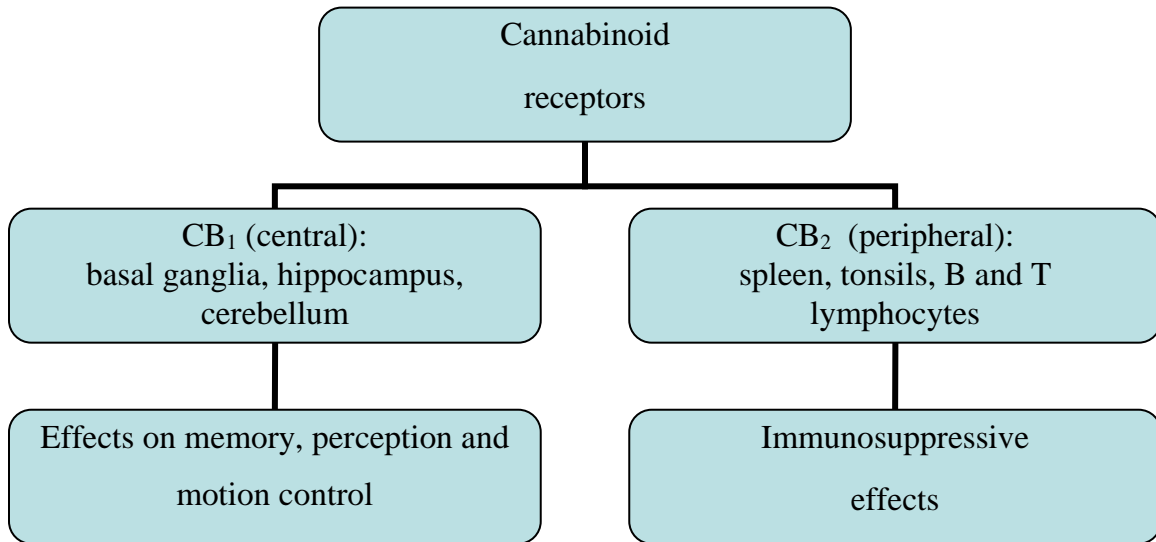 Cannabinoid
receptors
CB₁ (central):
basal ganglia, hippocampus,
cerebellum
CB₂ (peripheral):
spleen, tonsils, B and T
lymphocytes
Effects on memory, perception and
motion control
Immunosuppressive
effects